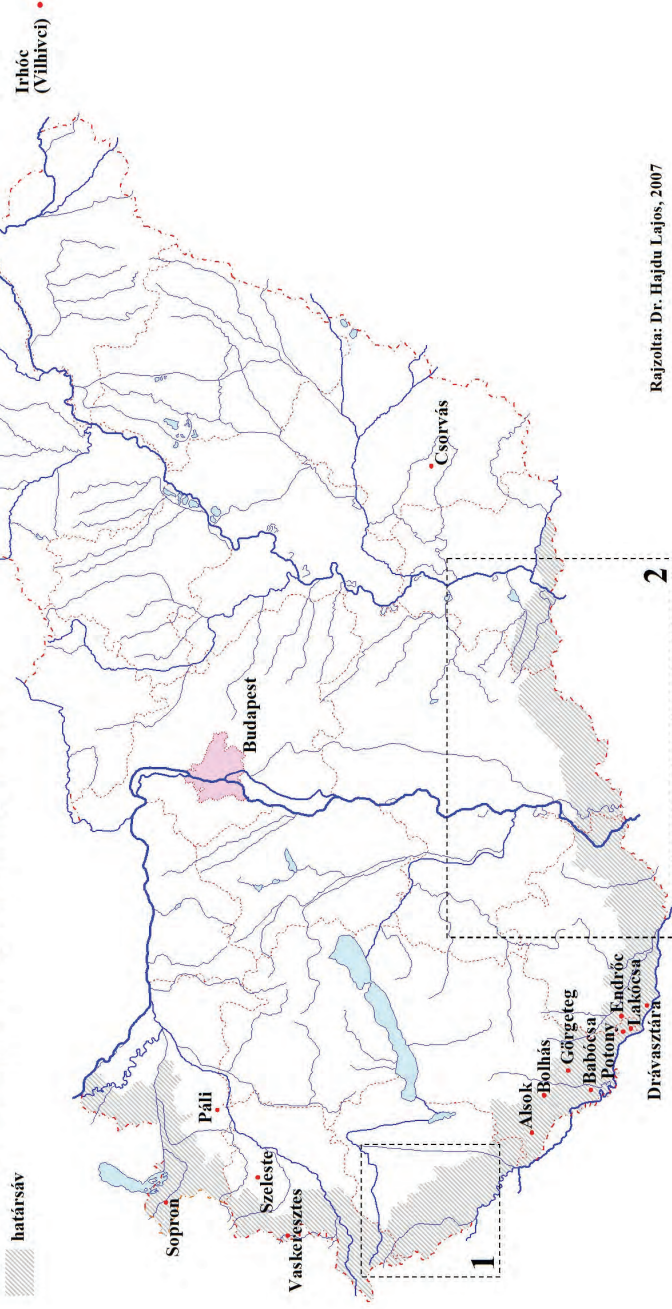 határsáv
Irhóc
(Vilhivci)
Sopron
Páli
Szeleste
Vaskeresztes
Budapest
Csorvás
1
2
Alsok
Bolhás
Görgeteg
Babócsa
Potony
Endrőc
Lakócsa
Drávasztára
Rajzolta: Dr. Hajdu Lajos, 2007